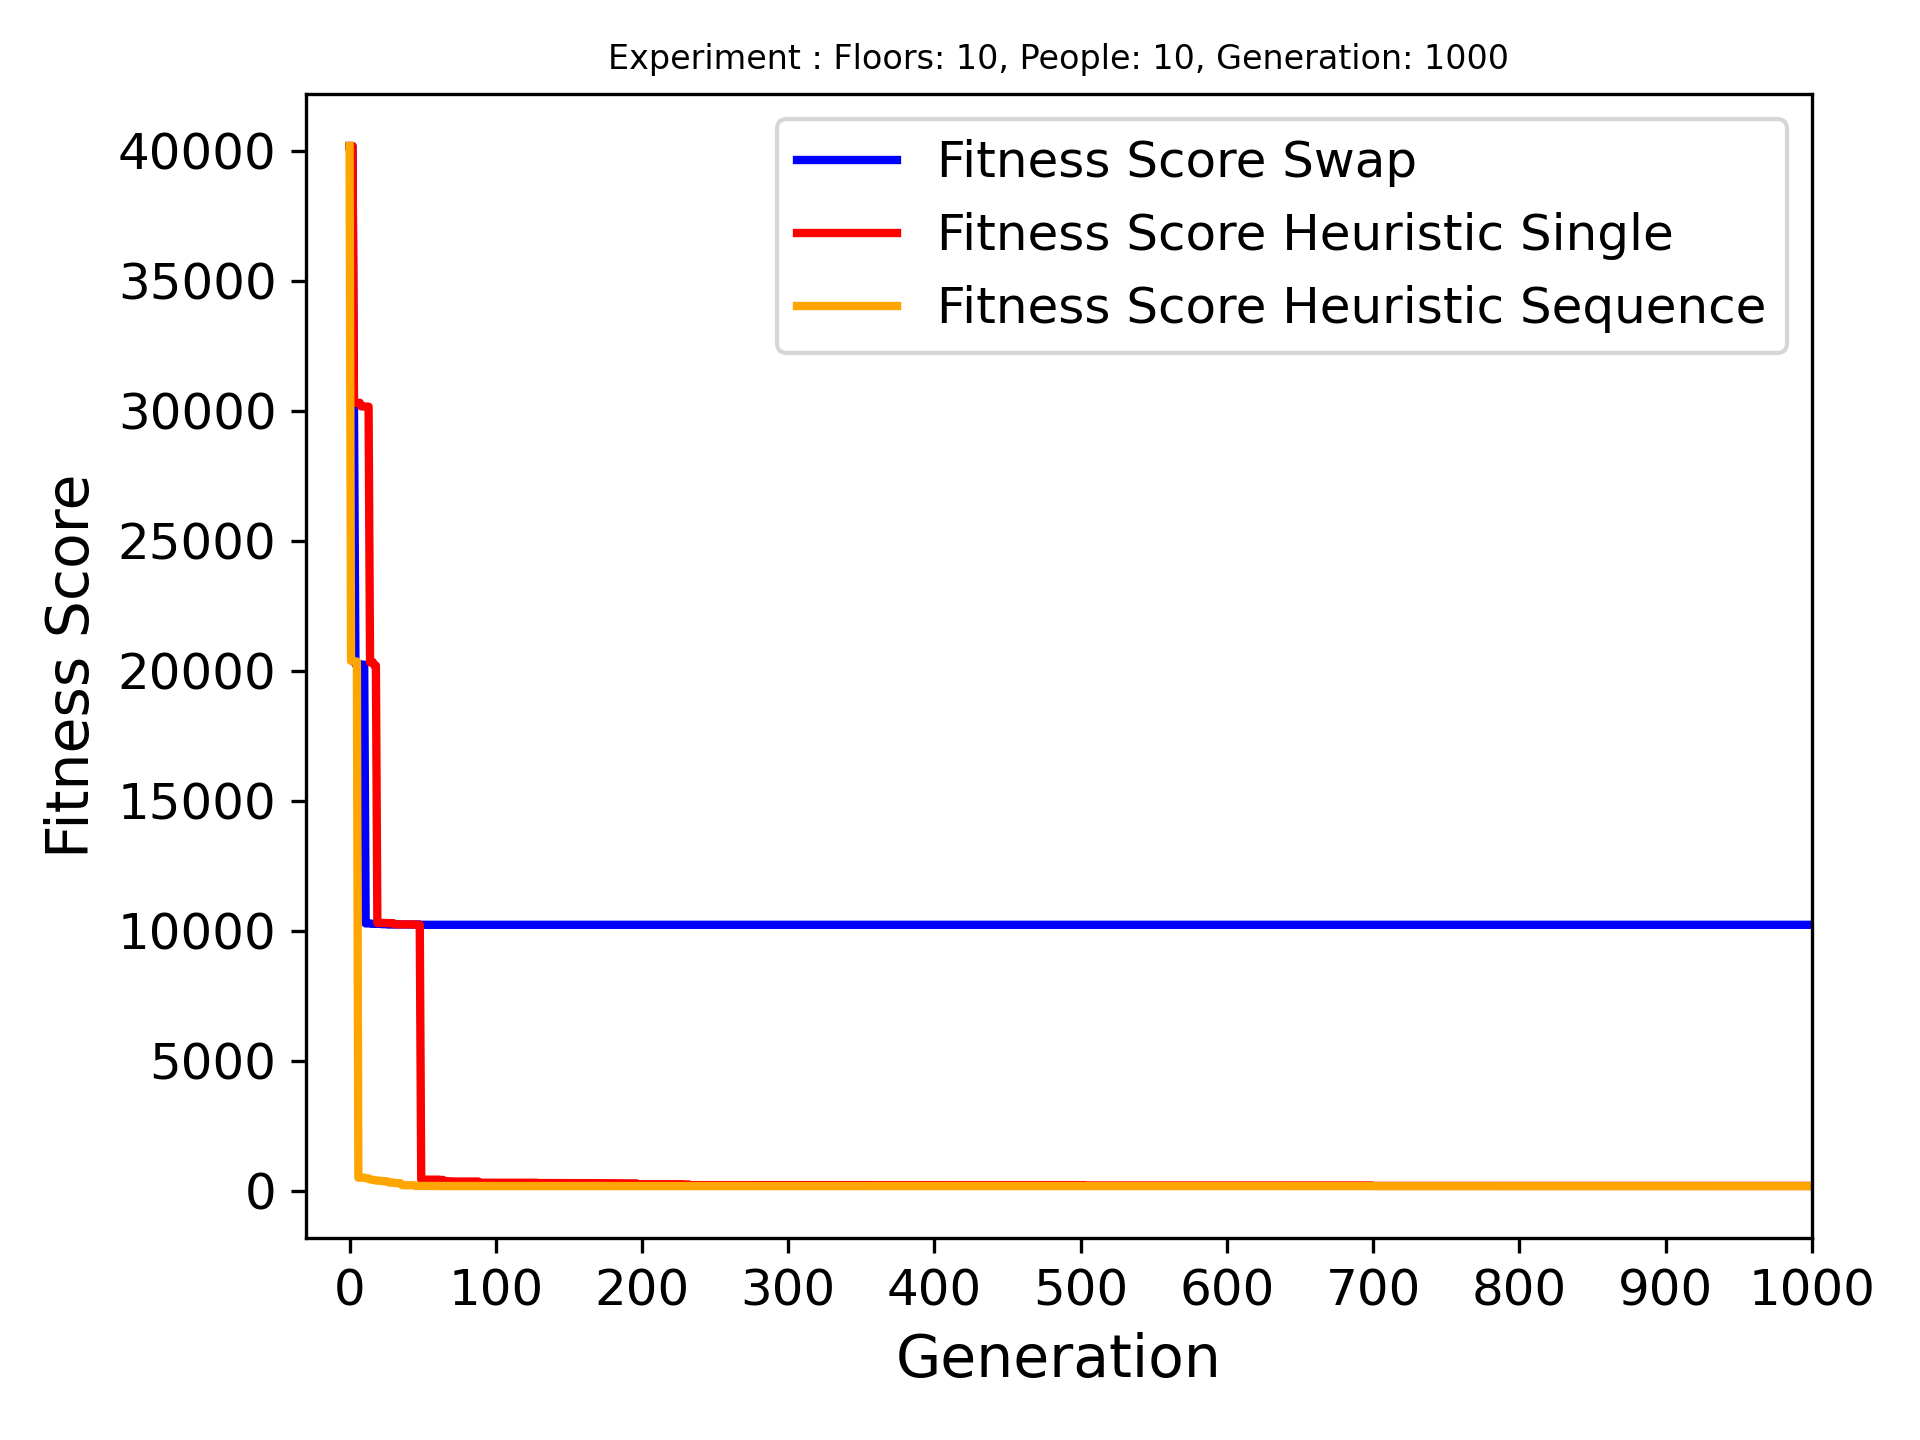 Experiment : Floors: 10, People: 10, Generation: 1000
Fitness Score Swap
Fitness Score Heuristic Single
Fitness Score Heuristic Sequence
40000
35000
30000
25000
20000
15000
10000
5000
0
Fitness Score
0 100 200 300 400 500 600 700 800 900 1000
Generation